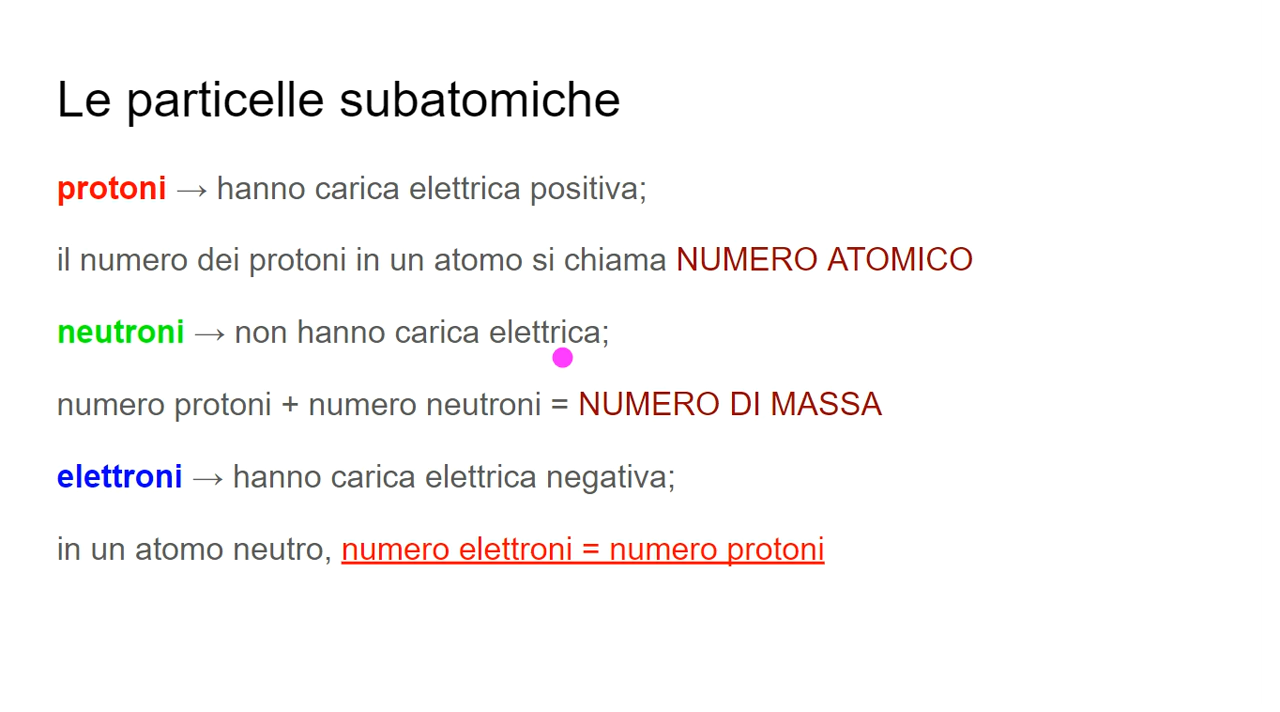 Le particelle subatomiche
protoni → hanno carica elettrica positiva;
il numero dei protoni in un atomo si chiama NUMERO ATOMICO
neutroni → non hanno carica elettrica;
numero protoni + numero neutroni = NUMERO DI MASSA
elettroni → hanno carica elettrica negativa;
in un atomo neutro, numero elettroni = numero protoni